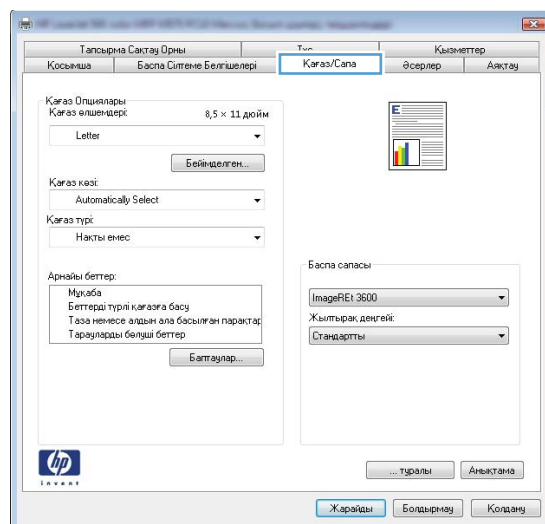 Тапсырма Сақтау Орны
Түс
Қызметтер
Қосымша
Баспа Сілтеме Белгішелері
Қағаз/Сапа
Әсерлер
Аяқтау
Қағаз Опциялары
Қағаз өлшемдері:
8,5 × 11 дюйм
Letter
Бейімделген...
Қағаз көзі:
Automatically Select
Қағаз түрі:
Нақты емес
Арнайы беттер:
Мұқаба
Беттерді түрлі қағазға басу
Таза немесе алдын ала басылған парақтар
Тарауларды бөлуші беттер
Баптаулар...
E
Баспа сапасы
ImageREt 3600
Жылтырақ деңгейі:
Стандартты
hp
invent
... туралы
Анықтама
Жарайды
Болдырмау
Қолдану